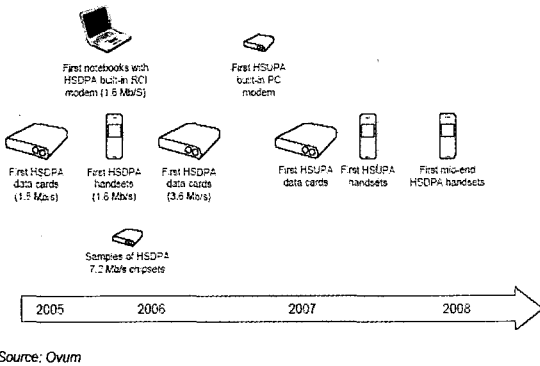 First notebooks with
HSDPA built-in PCI
modem (1.6 Mb/S)
First HSUPA
built-in PC
modem
First HSDPA
data cards
(1.6 Mb/s)
First HSDPA
handsets
(1.6 Mb/s)
First HSDPA
data cards
(3.6 Mb/s)
First HSUPA
data cards
First HSUPA
handsets
First mid-end
HSDPA handsets
Samples of HSDPA
7.2 Mb/s chipsets
2005
2006
2007
2008
Source: Ovum